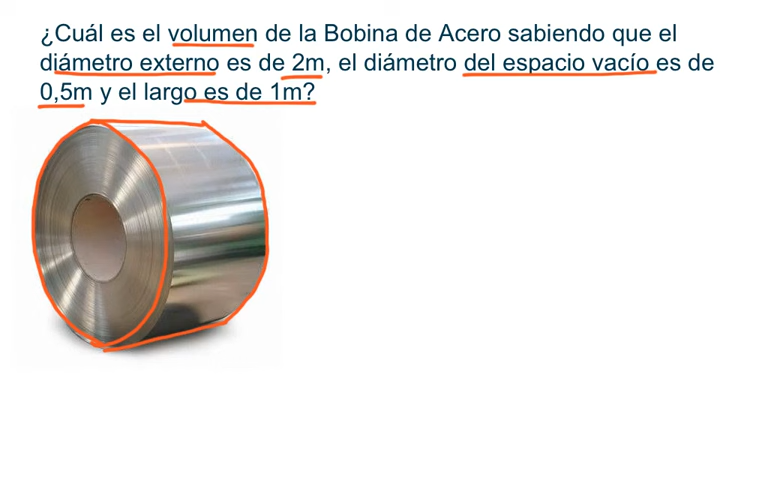 ¿Cuál es el volumen de la Bobina de Acero sabiendo que el
diámetro externo es de 2m, el diámetro del espacio vacío es de
0,5m y el largo es de 1m?